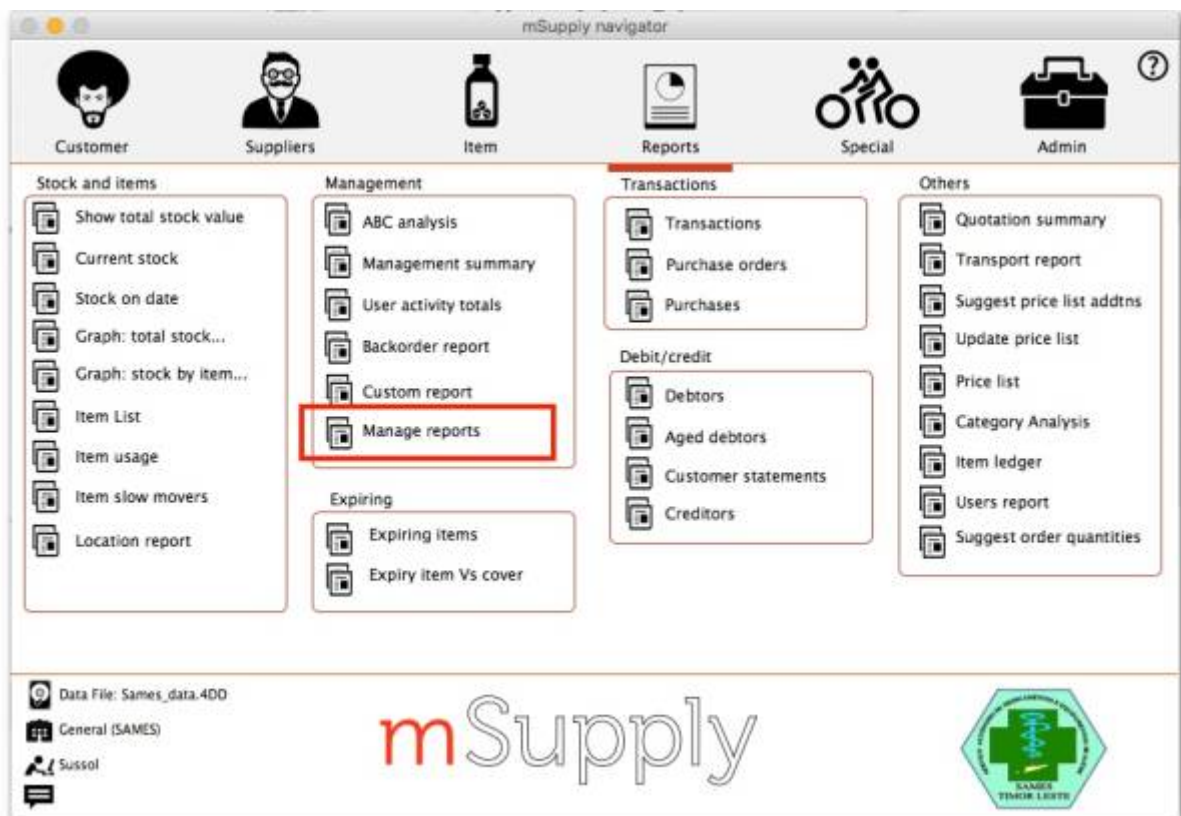 mSupply navigator
?
Customer
Suppliers
Item
Reports
Special
Admin
Stock and items
Show total stock value
Current stock
Stock on date
Graph: total stock...
Graph: stock by item...
Item List
Item usage
Item slow movers
Location report
Management
ABC analysis
Management summary
User activity totals
Backorder report
Custom report
Manage reports
Expiring
Expiring items
Expiry item Vs cover
Transactions
Transactions
Purchase orders
Purchases
Debit/credit
Debtors
Aged debtors
Customer statements
Creditors
Others
Quotation summary
Transport report
Suggest price list addtns
Update price list
Price list
Category Analysis
Item ledger
Users report
Suggest order quantities
Data File: Sames_data.4DD
General (SAMES)
Sussol
mSupply
SAMES
TIMOR LESTE